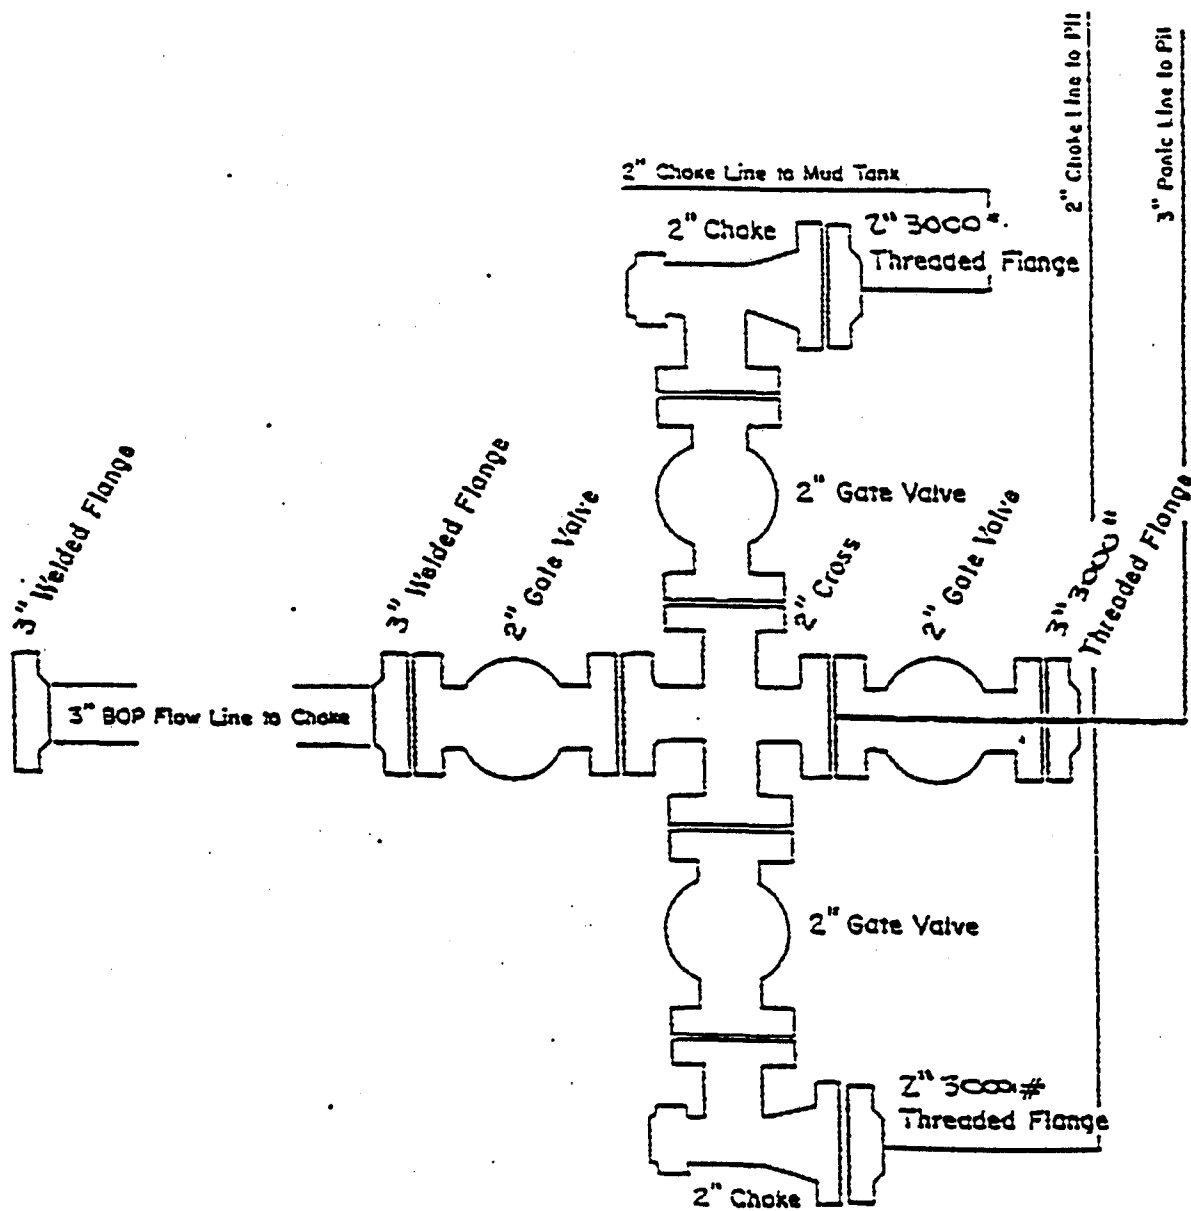 2" Choke Line to Pit
3" Panic Line to Pit
2" Choke Line to Mud Tank
2" Choke
2" 3000#
Threaded Flange
3" Welded Flange
3" Welded Flange
2" Gate Valve
2" Gate Valve
2" Cross
2" Gate Valve
3" 3000#
Threaded Flange
3" BOP Flow Line to Choke
2" Gate Valve
2" 3000#
Threaded Flange
2" Choke